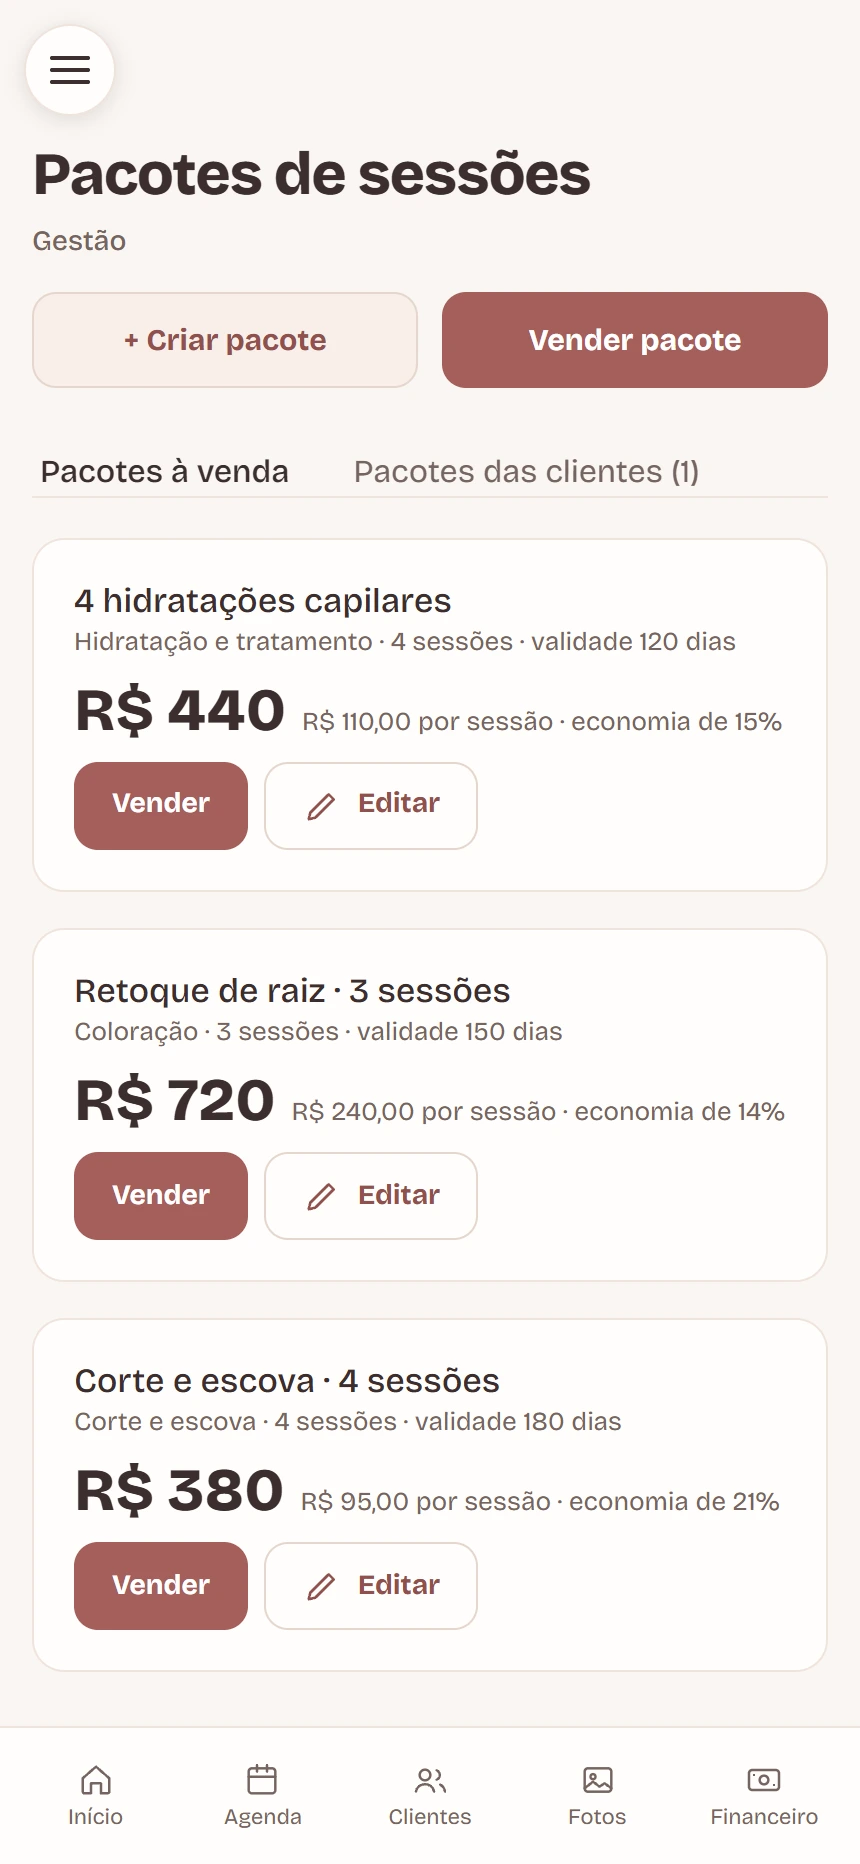 Pacotes de sessões
Gestão
+ Criar pacote
Vender pacote
Pacotes à venda
Pacotes das clientes (1)
4 hidratações capilares
Hidratação e tratamento · 4 sessões · validade 120 dias
R$ 440 R$ 110,00 por sessão · economia de 15%
Vender
Editar
Retoque de raiz · 3 sessões
Coloração · 3 sessões · validade 150 dias
R$ 720 R$ 240,00 por sessão · economia de 14%
Vender
Editar
Corte e escova · 4 sessões
Corte e escova · 4 sessões · validade 180 dias
R$ 380 R$ 95,00 por sessão · economia de 21%
Vender
Editar
Início
Agenda
Clientes
Fotos
Financeiro